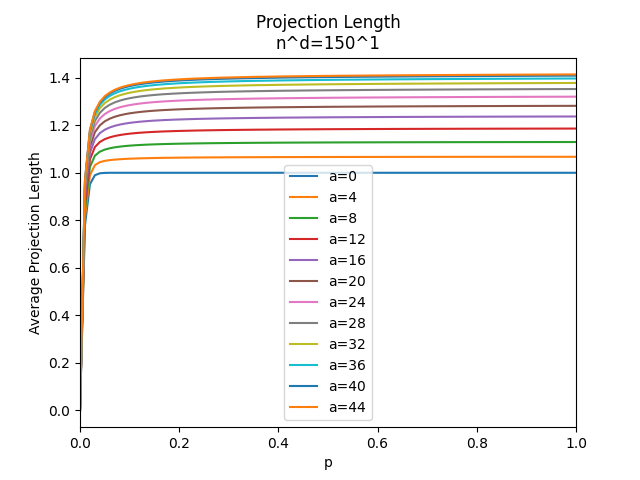 Projection Length
n^d=150^1
Average Projection Length
1.4
1.2
1.0
0.8
0.6
0.4
0.2
0.0
a=0
a=4
a=8
a=12
a=16
a=20
a=24
a=28
a=32
a=36
a=40
a=44
0.0 0.2 0.4 0.6 0.8 1.0
p